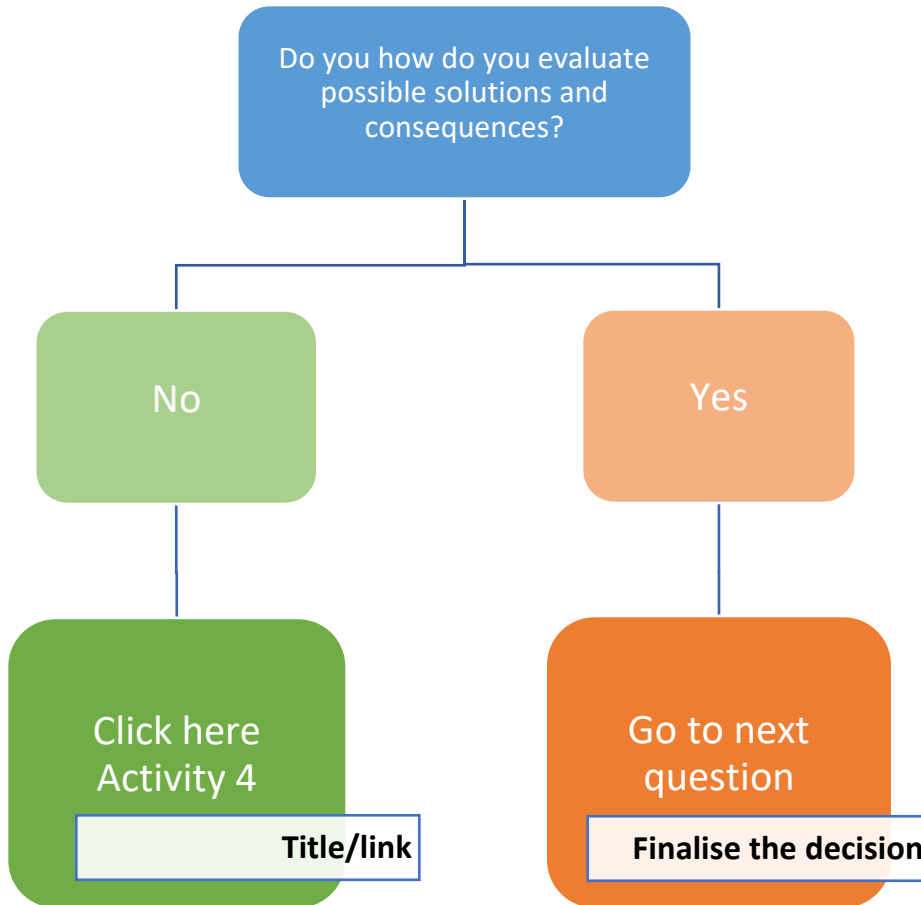 Do you how do you evaluate
possible solutions and
consequences?
No
Yes
Click here
Activity 4
Title/link
Go to next
question
Finalise the decision